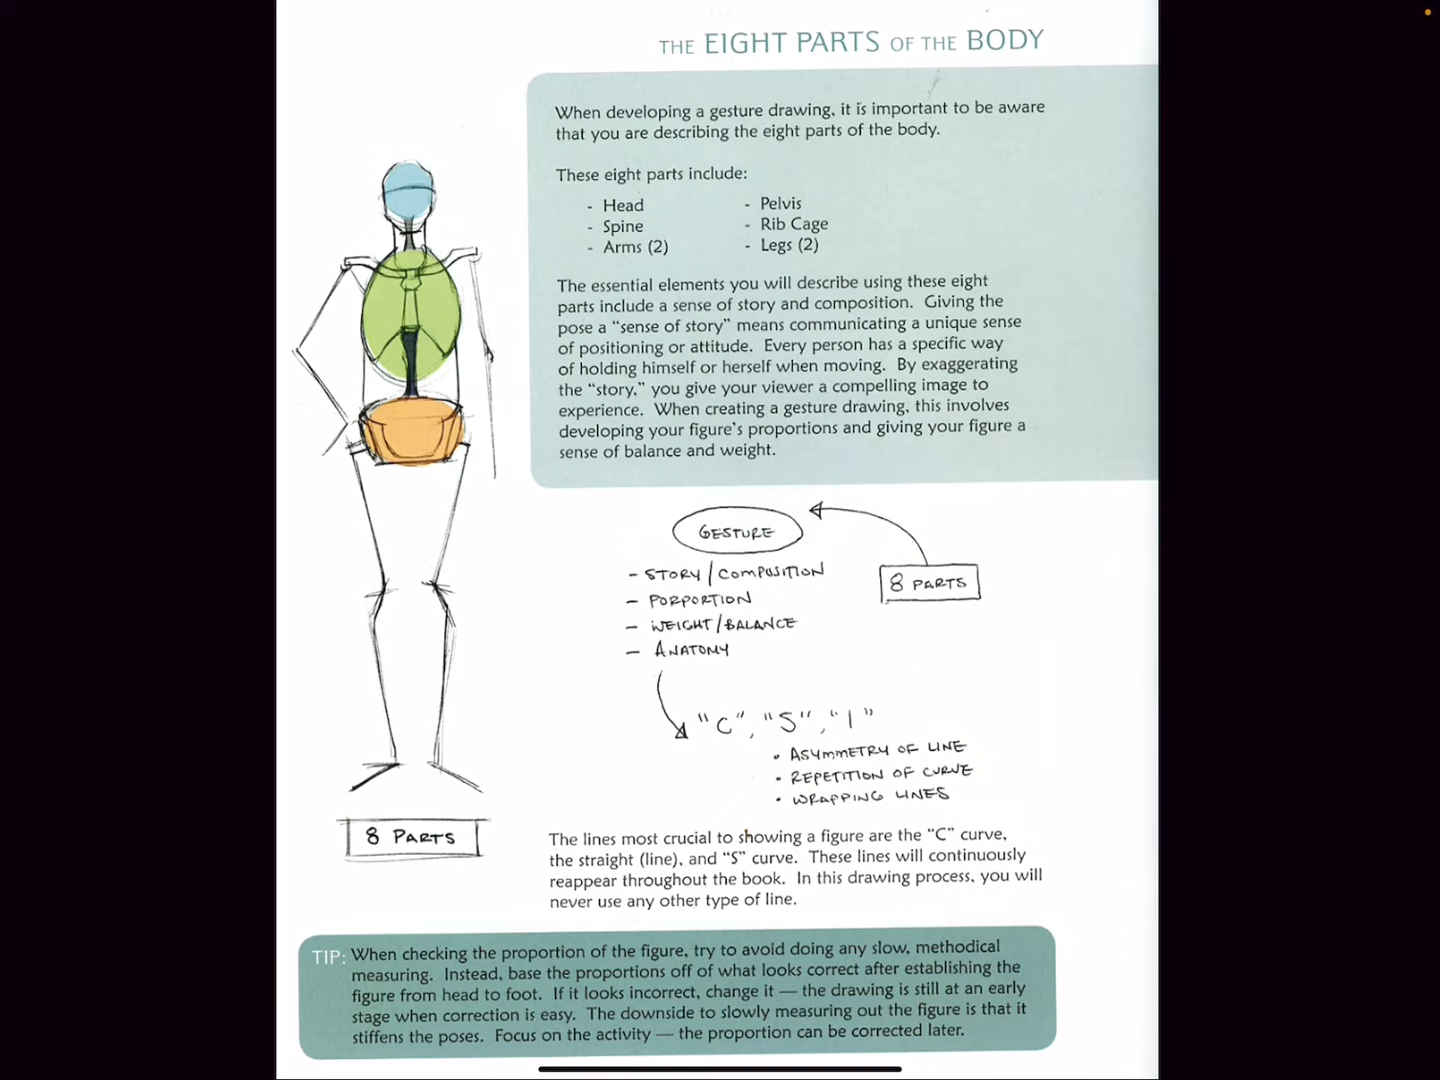 THE EIGHT PARTS OF THE BODY
When developing a gesture drawing, it is important to be aware
that you are describing the eight parts of the body.
These eight parts include:
- Head
- Spine
- Arms (2)
- Pelvis
- Rib Cage
- Legs (2)
The essential elements you will describe using these eight
parts include a sense of story and composition. Giving the
pose a “sense of story” means communicating a unique sense
of positioning or attitude. Every person has a specific way
of holding himself or herself when moving. By exaggerating
the “story,” you give your viewer a compelling image to
experience. When creating a gesture drawing, this involves
developing your figure's proportions and giving your figure a
sense of balance and weight.
GESTURE
- STORY/COMPOSITION
- PORPORTION
- WEIGHT/BALANCE
- ANATOMY
8 PARTS
"C", "S", "I"
• ASYMMETRY OF LINE
• REPETITION OF CURVE
• WRAPPING LINES
8 PARTS
The lines most crucial to showing a figure are the “C” curve,
the straight (line), and “S” curve. These lines will continuously
reappear throughout the book. In this drawing process, you will
never use any other type of line.
TIP: When checking the proportion of the figure, try to avoid doing any slow, methodical
measuring. Instead, base the proportions off of what looks correct after establishing the
figure from head to foot. If it looks incorrect, change it — the drawing is still at an early
stage when correction is easy. The downside to slowly measuring out the figure is that it
stiffens the poses. Focus on the activity — the proportion can be corrected later.